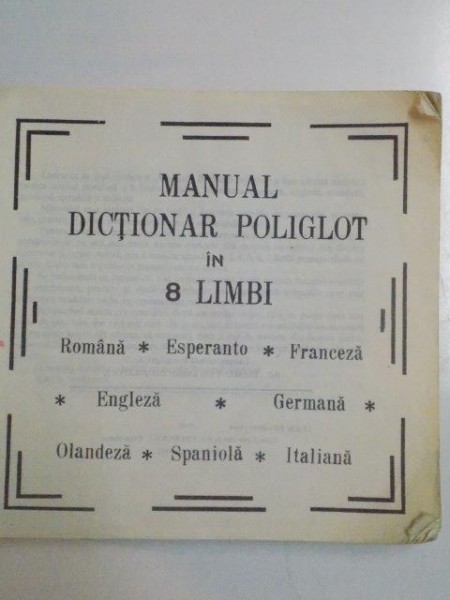 MANUAL
DICŢIONAR POLIGLOT
ÎN
8 LIMBI
Română * Esperanto * Franceză
* Engleză * Germană *
Olandeză * Spaniolă * Italiană